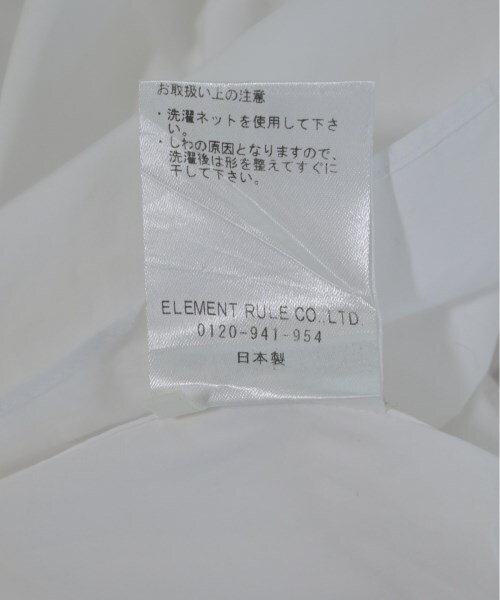 お取扱い上の注意
・洗濯ネットを使用して下さ
い。
・しわの原因となりますので、
洗濯後は形を整えてすぐに
干して下さい。
ELEMENT RULE CO.,LTD.
0120-941-954
日本製